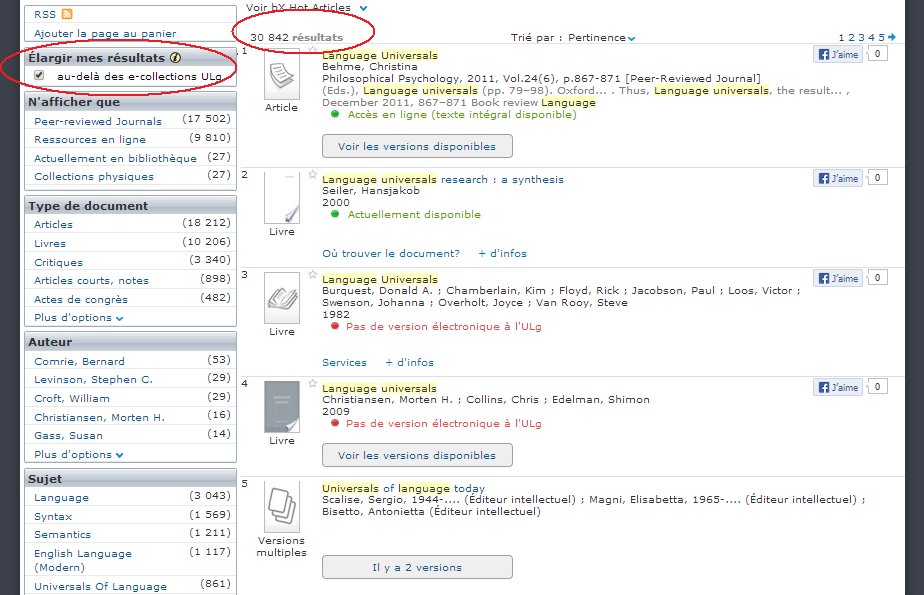 RSS
Ajouter la page au panier
Élargir mes résultats
au-delà des e-collections ULg
N'afficher que
Peer-reviewed Journals (17 502)
Ressources en ligne (9 810)
Actuellement en bibliothèque (27)
Collections physiques (27)
Type de document
Articles (18 212)
Livres (10 206)
Critiques (3 340)
Articles courts, notes (898)
Actes de congrès (482)
Plus d'options
Auteur
Comrie, Bernard (53)
Levinson, Stephen C. (29)
Croft, William (29)
Christiansen, Morten H. (16)
Gass, Susan (14)
Plus d'options
Sujet
Language (3 043)
Syntax (1 569)
Semantics (1 211)
English Language (1 117)
(Modern)
Universals Of Language (861)
Voir bX Hot Articles
30 842 résultats Trié par : Pertinence 1 2 3 4 5
1
Article
Language Universals
Behme, Christina
Philosophical Psychology, 2011, Vol.24(6), p.867-871 [Peer-Reviewed Journal]
(Eds.), Language universals (pp. 79–98). Oxford... . Thus, Language universals, the result... ,
December 2011, 867–871 Book review Language
Accès en ligne (texte intégral disponible)
Voir les versions disponibles
J'aime 0
2
Livre
Language universals research : a synthesis
Seiler, Hansjakob
2000
Actuellement disponible
Où trouver le document? + d'infos
J'aime 0
3
Livre
Language Universals
Burquest, Donald A. ; Chamberlain, Kim ; Floyd, Rick ; Jacobson, Paul ; Loos, Victor ;
Swenson, Johanna ; Overholt, Joyce ; Van Rooy, Steve
1982
Pas de version électronique à l'ULg
Services + d'infos
J'aime 0
4
Livre
Language universals
Christiansen, Morten H. ; Collins, Chris ; Edelman, Shimon
2009
Pas de version électronique à l'ULg
Voir les versions disponibles
J'aime 0
5
Versions
multiples
Universals of language today
Scalise, Sergio, 1944-.... (Éditeur intellectuel) ; Magni, Elisabetta, 1965-.... (Éditeur intellectuel) ;
Bisetto, Antonietta (Éditeur intellectuel)
Il y a 2 versions